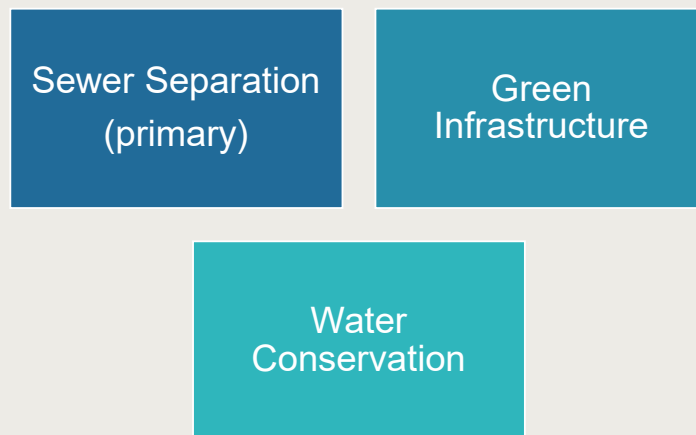 Sewer Separation
(primary)
Green
Infrastructure
Water
Conservation